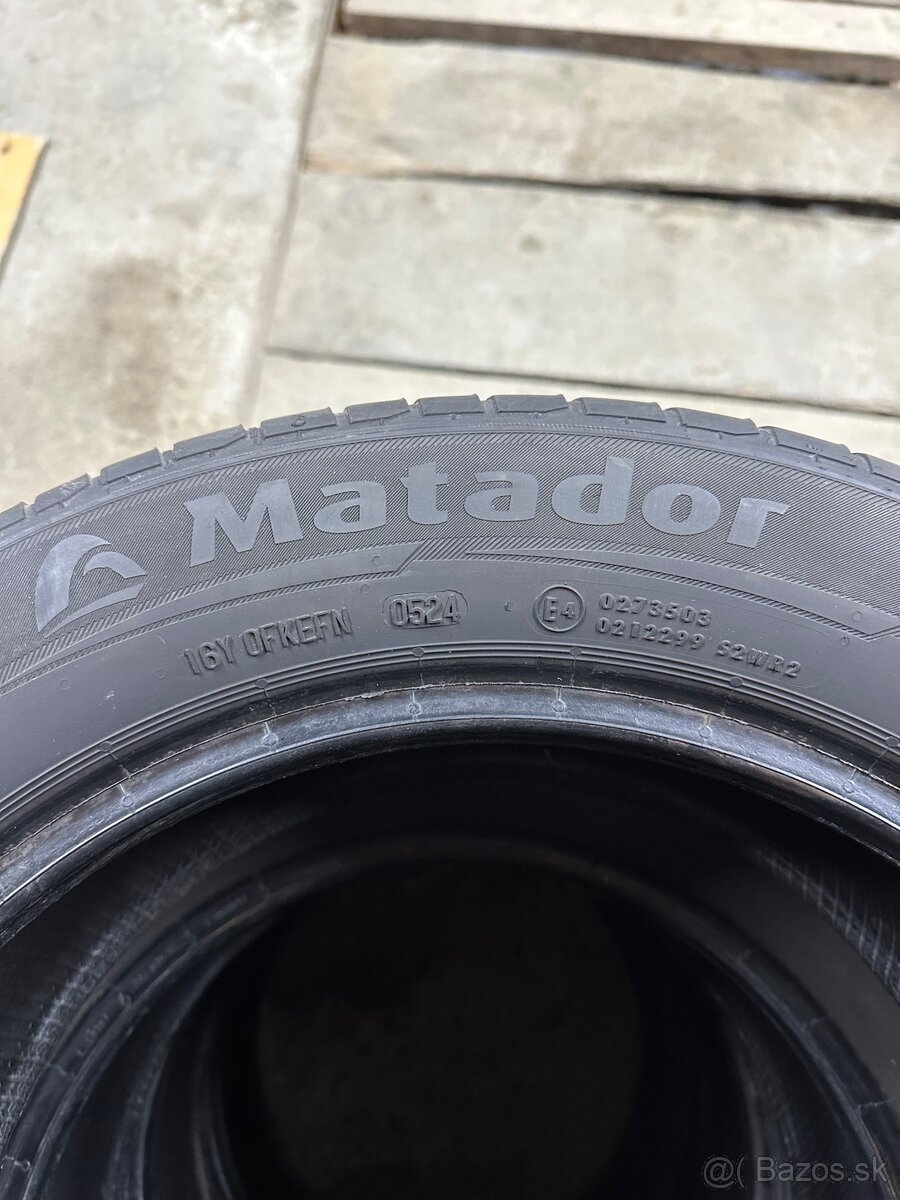 Matador
16Y 0FKEFN 0524 E4 0273503
0212299 S2WR2
@( Bazos.sk